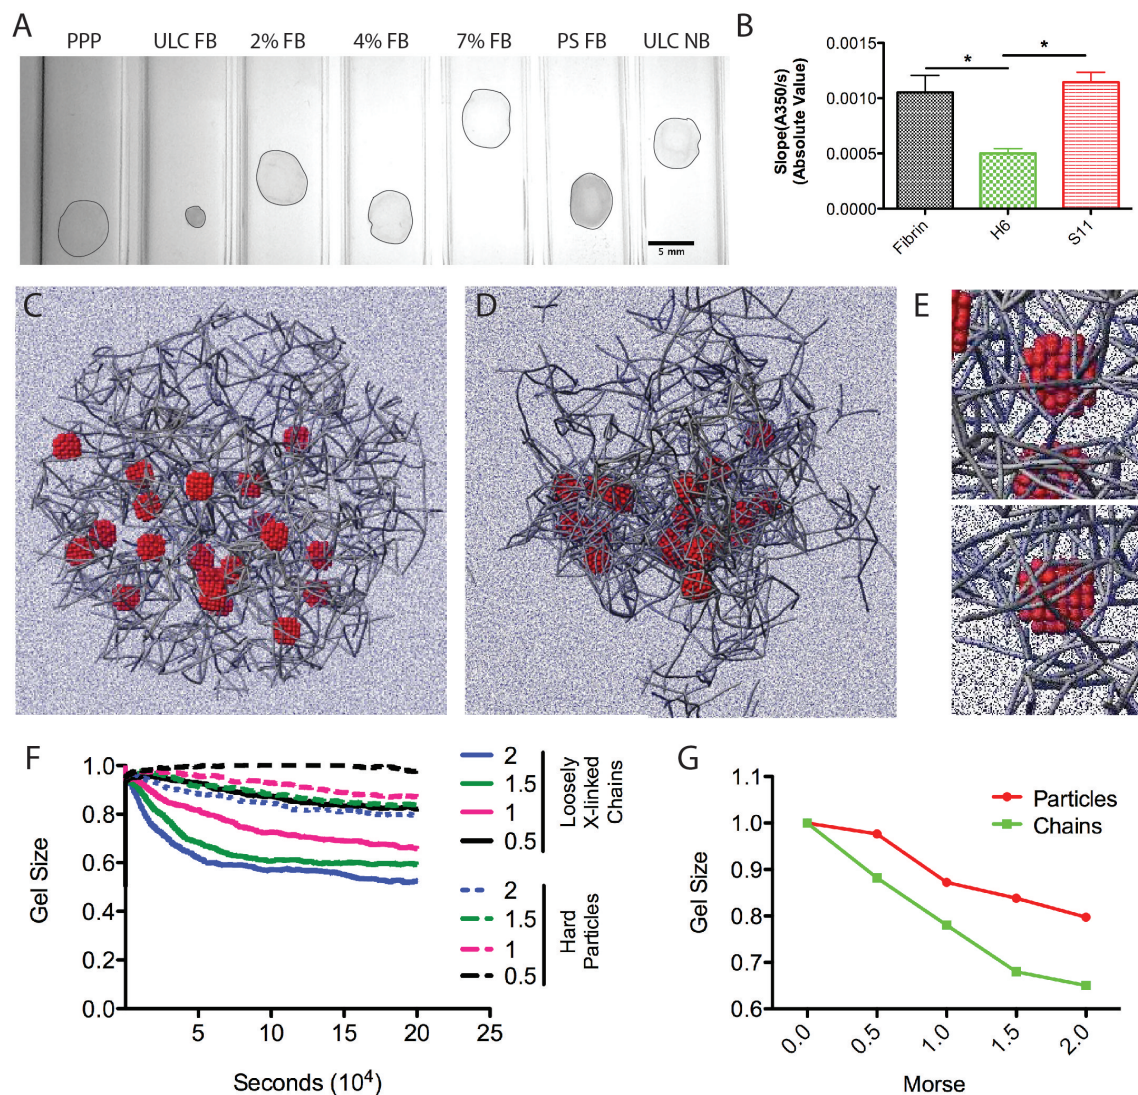 A
PPP
ULC FB
2% FB
4% FB
7% FB
PS FB
ULC NB
5 mm
B
Slope(A350/s)
(Absolute Value)
0.0015
0.0010
0.0005
0.0000
*
*
Fibrin
H6
S11
C
D
E
F
Gel Size
1.0
0.8
0.6
0.4
0.2
0.0
5
10
15
20
25
Seconds (10⁴)
2
1.5
1
0.5
Loosely
X-linked
Chains
2
1.5
1
0.5
Hard
Particles
G
Gel Size
1.1
1.0
0.9
0.8
0.7
0.6
Particles
Chains
0.0
0.5
1.0
1.5
2.0
Morse